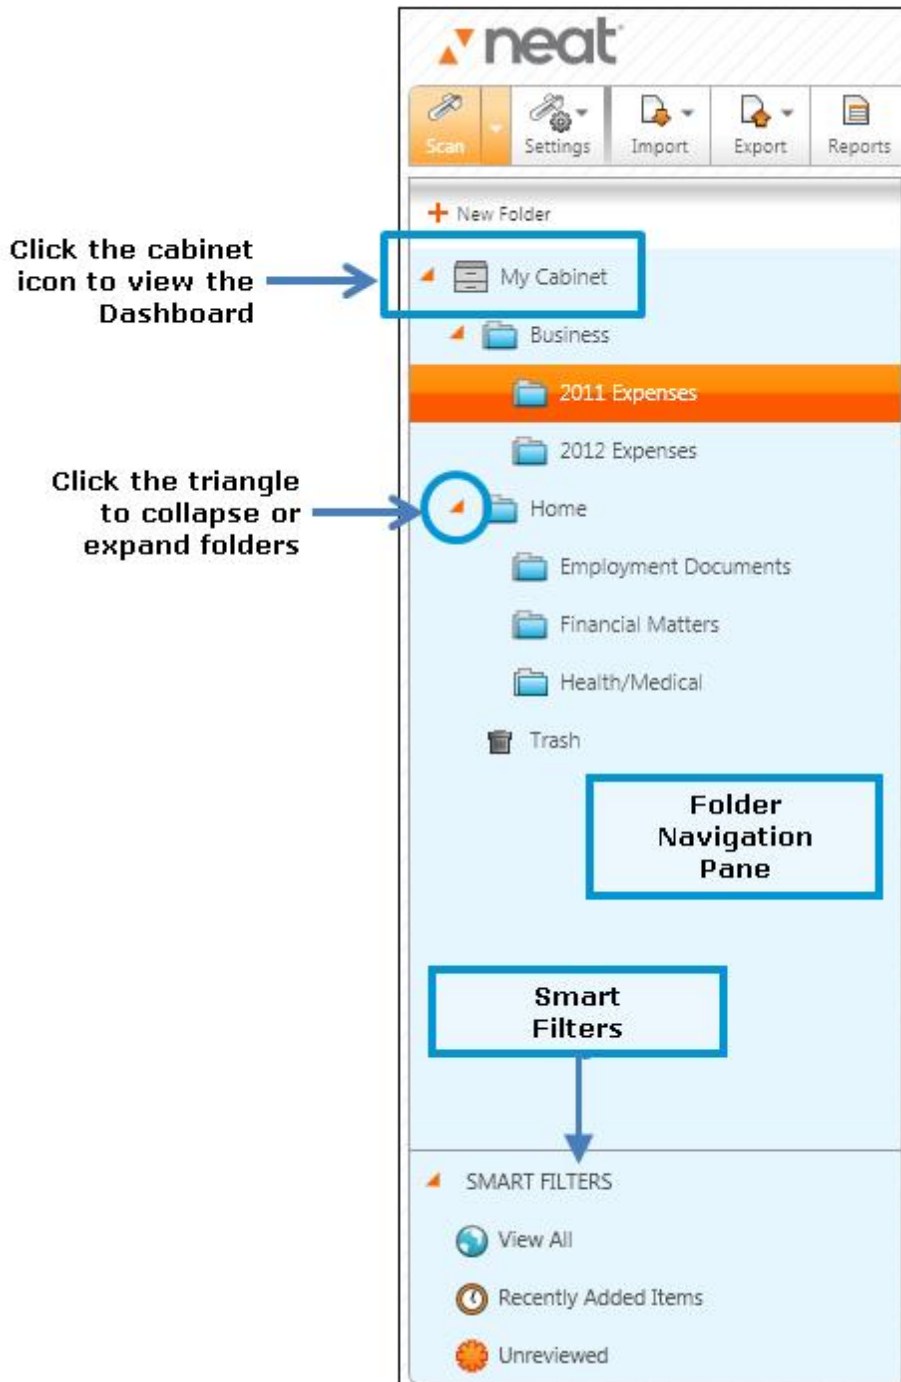 neat
Scan
Settings
Import
Export
Reports
New Folder
Click the cabinet
icon to view the
Dashboard
My Cabinet
Business
2011 Expenses
2012 Expenses
Click the triangle
to collapse or
expand folders
Home
Employment Documents
Financial Matters
Health/Medical
Trash
Folder
Navigation
Pane
Smart
Filters
SMART FILTERS
View All
Recently Added Items
Unreviewed